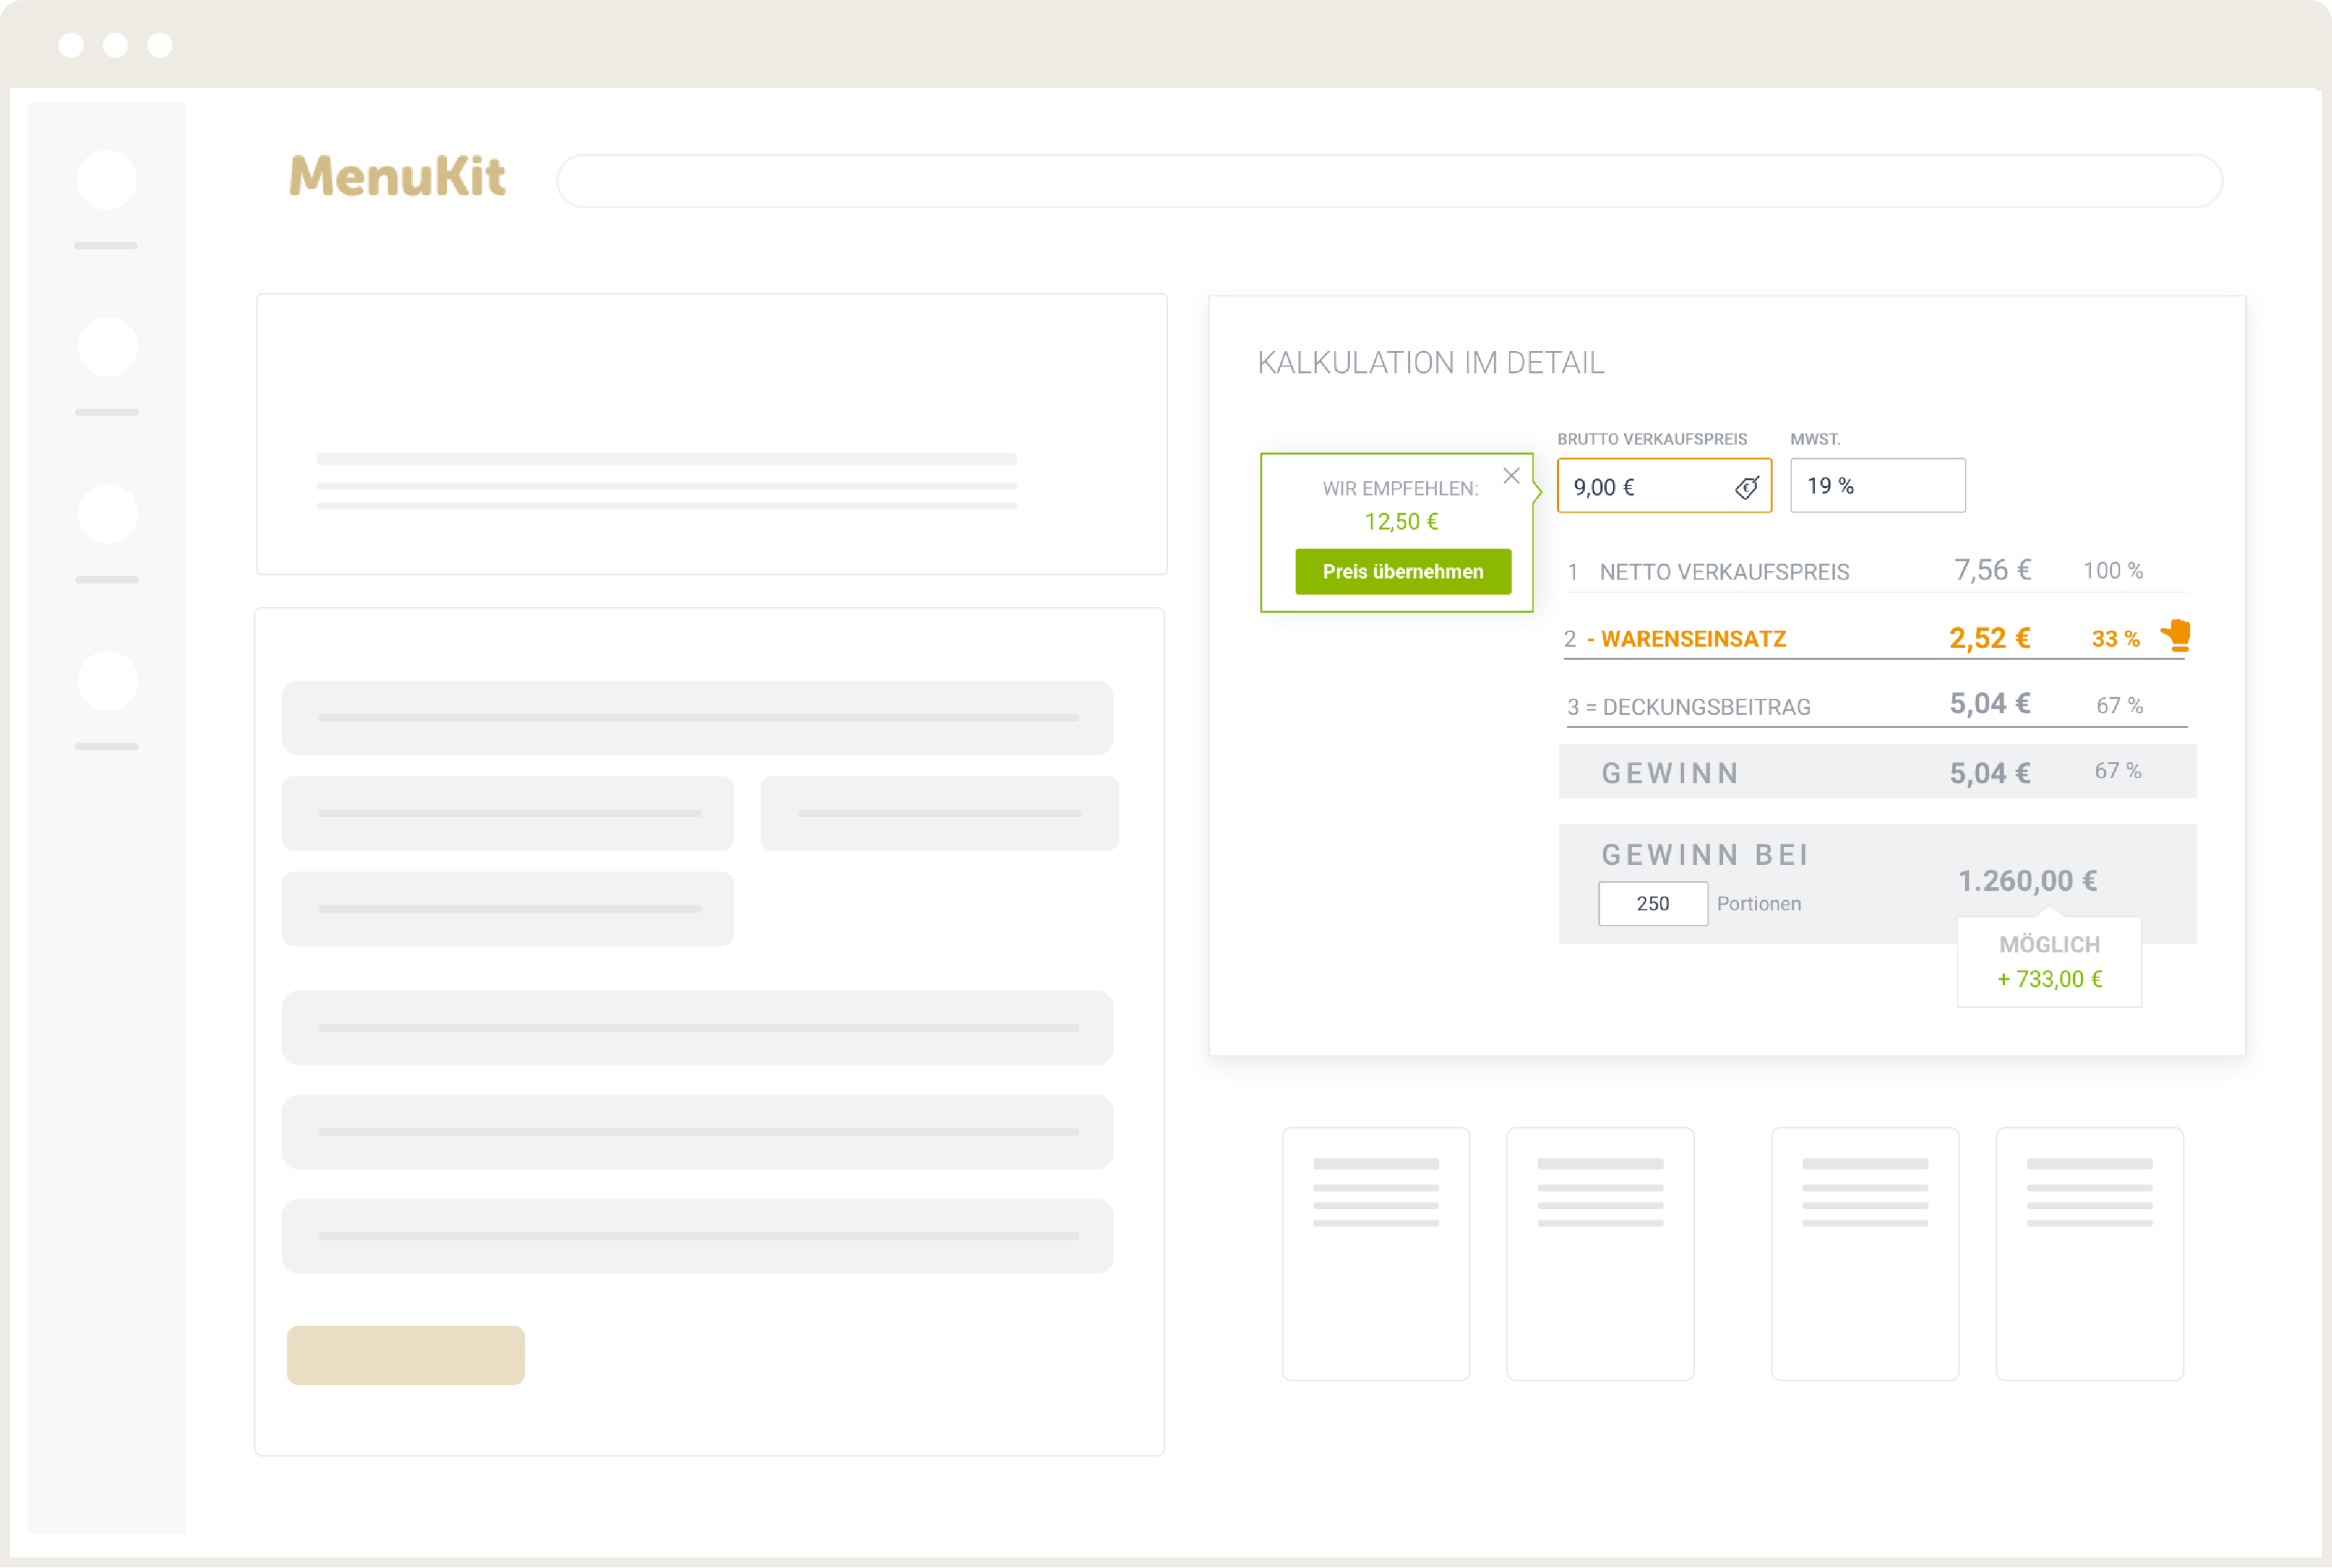 MenuKit
KALKULATION IM DETAIL
WIR EMPFEHLEN:
12,50 €
Preis übernehmen
BRUTTO VERKAUFSPREIS MWST.
9,00 € 19 %
1 NETTO VERKAUFSPREIS 7,56 € 100 %
2 - WARENSEINSATZ 2,52 € 33 %
3 = DECKUNGSBEITRAG 5,04 € 67 %
GEWINN 5,04 € 67 %
GEWINN BEI
1.260,00 €
250 Portionen
MÖGLICH
+ 733,00 €